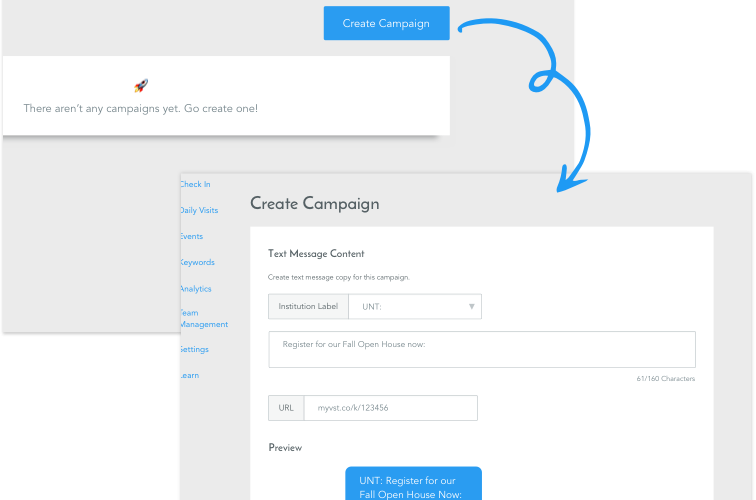 Create Campaign
There aren't any campaigns yet. Go create one!
Check In
Daily Visits
Events
Keywords
Analytics
Team
Management
Settings
Learn
Create Campaign
Text Message Content
Create text message copy for this campaign.
Institution Label UNT:
Register for our Fall Open House now:
61/160 Characters
URL myvst.co/k/123456
Preview
UNT: Register for our
Fall Open House Now: